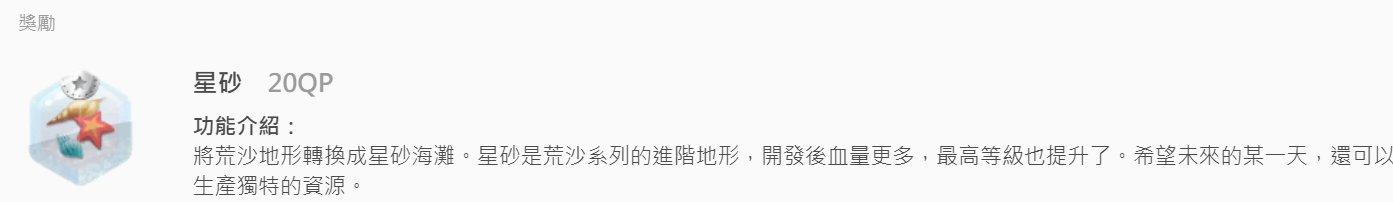 獎勵
星砂 20QP
功能介紹：
將荒沙地形轉換成星砂海灘。星砂是荒沙系列的進階地形，開發後血量更多，最高等級也提升了。希望未來的某一天，還可以
生產獨特的資源。